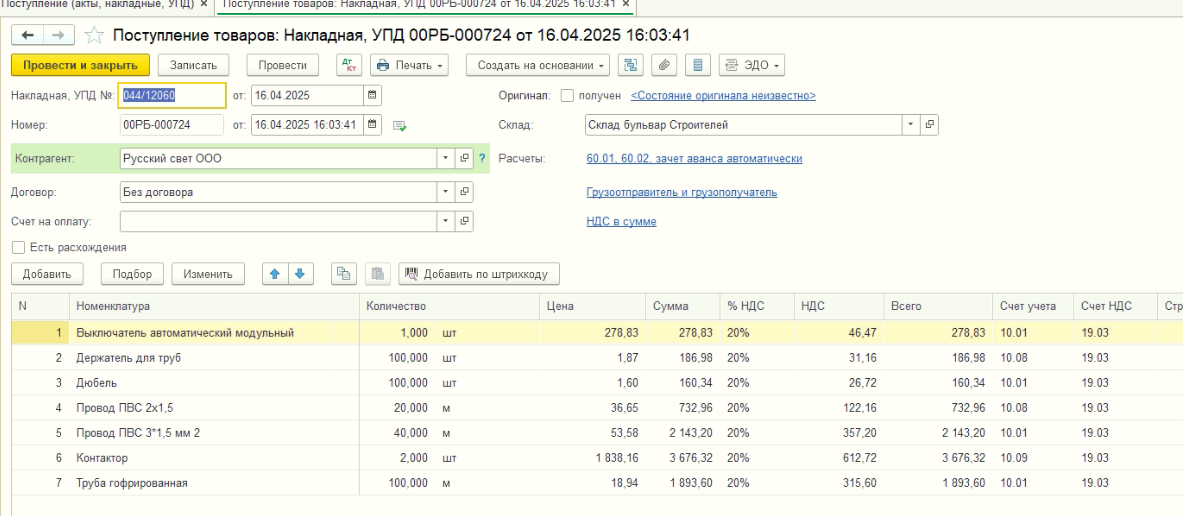 Поступление (акты, накладные, УПД) × Поступление товаров: Накладная, УПД 00РБ-000724 от 16.04.2025 16:03:41 ×
Поступление товаров: Накладная, УПД 00РБ-000724 от 16.04.2025 16:03:41
Провести и закрыть Записать Провести Дт Кт Печать Создать на основании ЭДО
Накладная, УПД №: 044/12060 от: 16.04.2025 Оригинал: получен <Состояние оригинала неизвестно>
Номер: 00РБ-000724 от: 16.04.2025 16:03:41 Склад: Склад бульвар Строителей
Контрагент: Русский свет ООО ? Расчеты: 60.01, 60.02, зачет аванса автоматически
Договор: Без договора Грузоотправитель и грузополучатель
Счет на оплату: НДС в сумме
Есть расхождения
Добавить Подбор Изменить Добавить по штрихкоду
N Номенклатура Количество Цена Сумма % НДС НДС Всего Счет учета Счет НДС Стр
1 Выключатель автоматический модульный 1,000 шт 278,83 278,83 20% 46,47 278,83 10.01 19.03
2 Держатель для труб 100,000 шт 1,87 186,98 20% 31,16 186,98 10.08 19.03
3 Дюбель 100,000 шт 1,60 160,34 20% 26,72 160,34 10.01 19.03
4 Провод ПВС 2х1,5 20,000 м 36,65 732,96 20% 122,16 732,96 10.08 19.03
5 Провод ПВС 3*1,5 мм 2 40,000 м 53,58 2 143,20 20% 357,20 2 143,20 10.01 19.03
6 Контактор 2,000 шт 1 838,16 3 676,32 20% 612,72 3 676,32 10.09 19.03
7 Труба гофрированная 100,000 м 18,94 1 893,60 20% 315,60 1 893,60 10.01 19.03